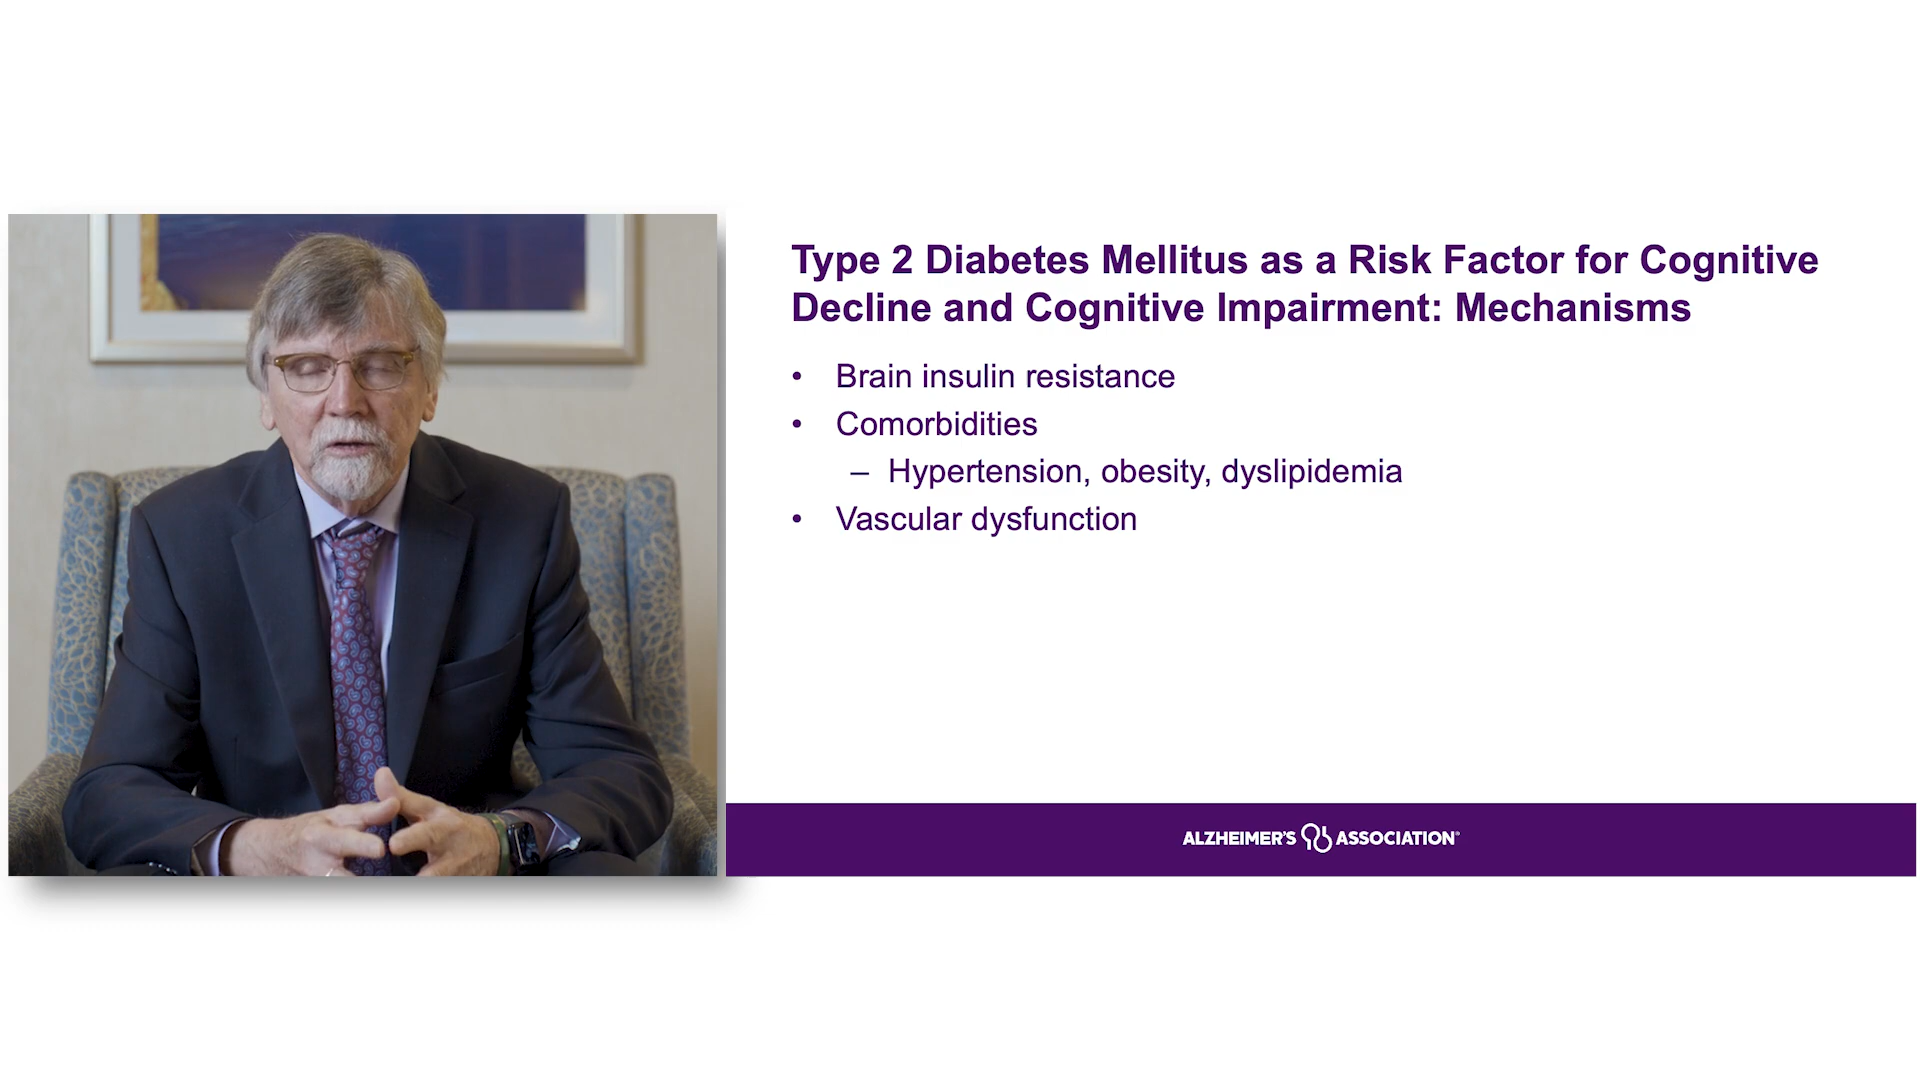 Type 2 Diabetes Mellitus as a Risk Factor for Cognitive
Decline and Cognitive Impairment: Mechanisms
• Brain insulin resistance
• Comorbidities
– Hypertension, obesity, dyslipidemia
• Vascular dysfunction
ALZHEIMER'S ASSOCIATION®